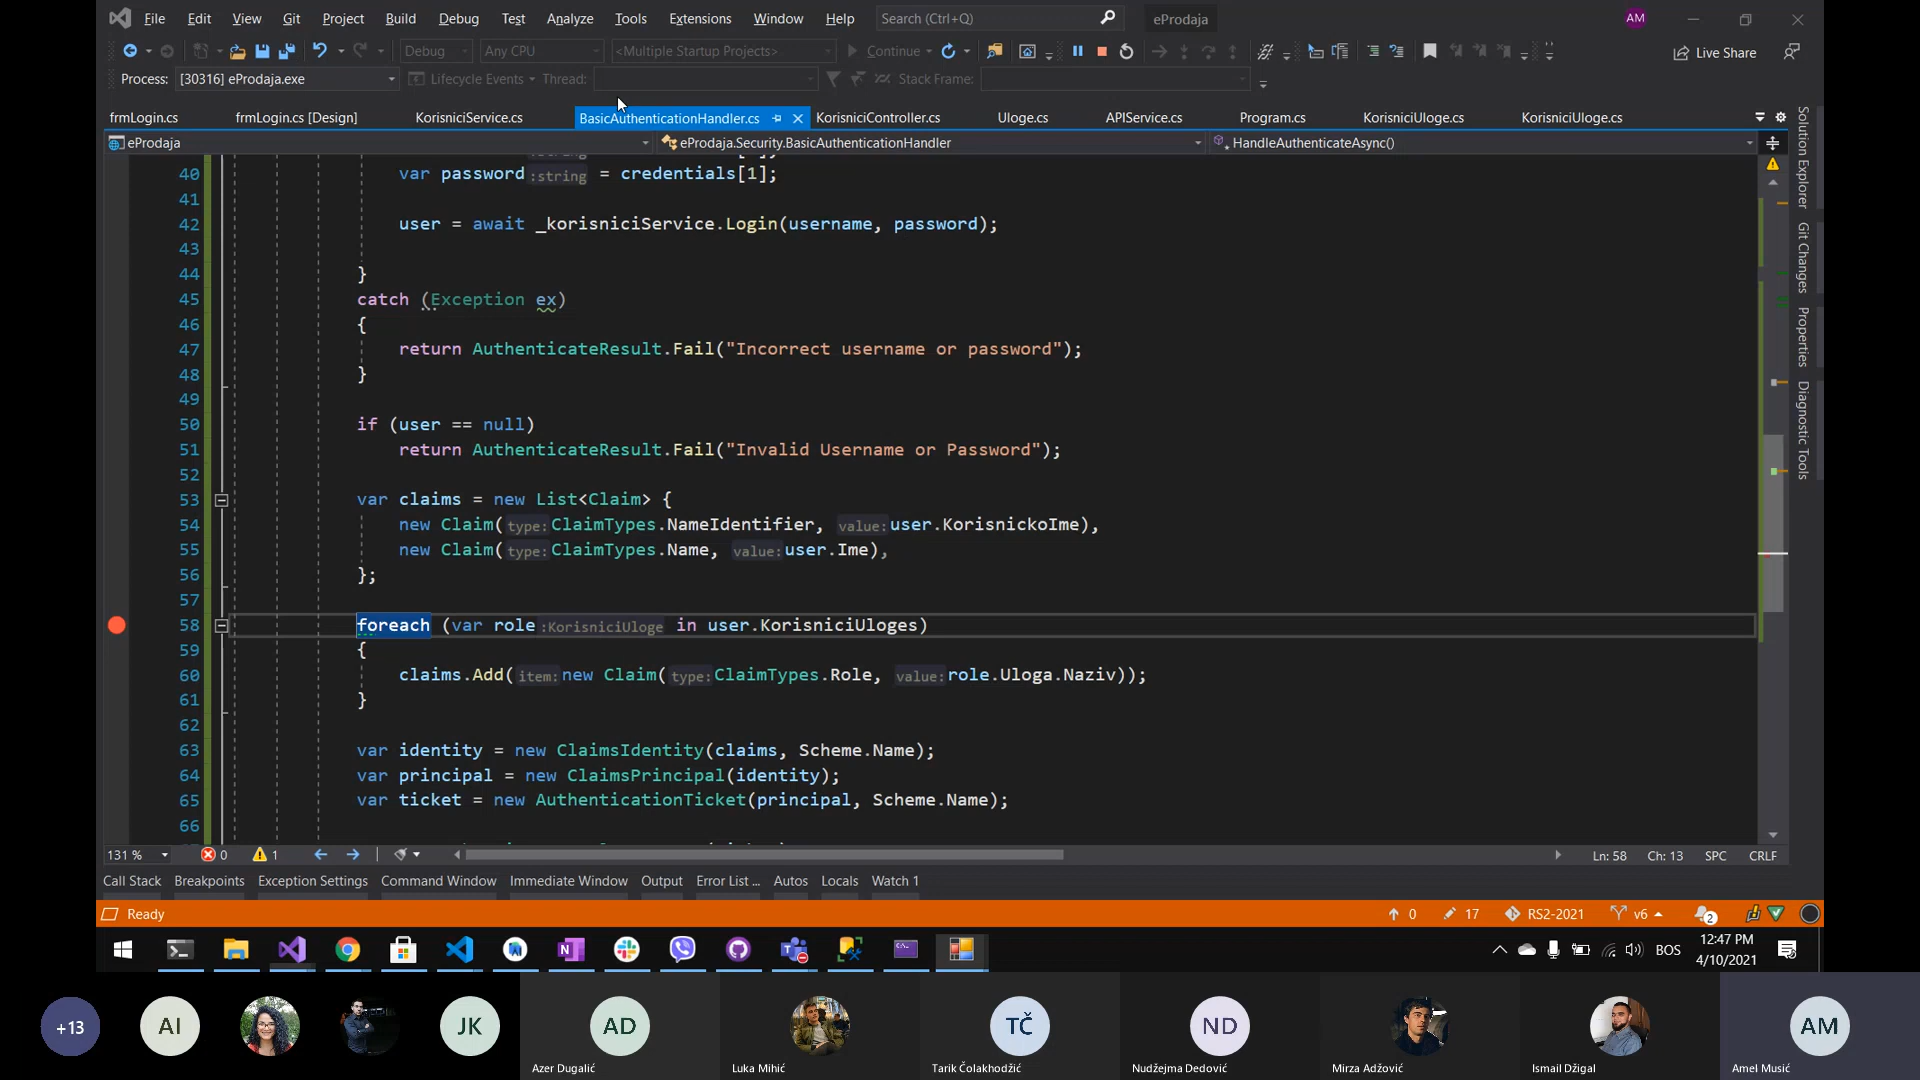 File Edit View Git Project Build Debug Test Analyze Tools Extensions Window Help Search (Ctrl+Q) eProdaja AM
Debug Any CPU <Multiple Startup Projects> Continue Live Share
Process: [30316] eProdaja.exe Lifecycle Events Thread: Stack Frame:
frmLogin.cs frmLogin.cs [Design] KorisniciService.cs BasicAuthenticationHandler.cs KorisniciController.cs Uloge.cs APIService.cs Program.cs KorisniciUloge.cs KorisniciUloge.cs
eProdaja eProdaja.Security.BasicAuthenticationHandler HandleAuthenticateAsync()
40 var password :string = credentials[1];
41
42 user = await _korisniciService.Login(username, password);
43
44 }
45 catch (Exception ex)
46 {
47 return AuthenticateResult.Fail("Incorrect username or password");
48 }
49
50 if (user == null)
51 return AuthenticateResult.Fail("Invalid Username or Password");
52
53 var claims = new List<Claim> {
54 new Claim(type:ClaimTypes.NameIdentifier, value:user.KorisnickoIme),
55 new Claim(type:ClaimTypes.Name, value:user.Ime),
56 };
57
58 foreach (var role :KorisniciUloge in user.KorisniciUloges)
59 {
60 claims.Add(item:new Claim(type:ClaimTypes.Role, value:role.Uloga.Naziv));
61 }
62
63 var identity = new ClaimsIdentity(claims, Scheme.Name);
64 var principal = new ClaimsPrincipal(identity);
65 var ticket = new AuthenticationTicket(principal, Scheme.Name);
66
Solution Explorer
Git Changes
Properties
Diagnostic Tools
131 % 0 1 Ln: 58 Ch: 13 SPC CRLF
Call Stack Breakpoints Exception Settings Command Window Immediate Window Output Error List ... Autos Locals Watch 1
Ready 0 17 RS2-2021 v6 2
BOS 12:47 PM
4/10/2021
+13 AI JK AD TČ ND AM
Azer Dugalić Luka Mihić Tarik Čolakhodžić Nudžejma Dedović Mirza Adžović Ismail Džigal Amel Musić